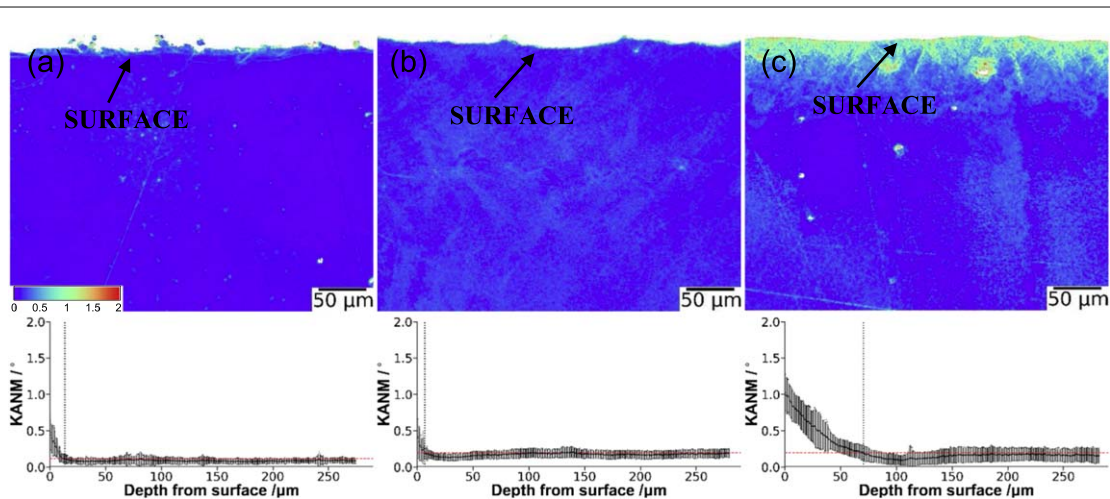 (a)
SURFACE
0 0.5 1 1.5 2
50 µm
(b)
SURFACE
50 µm
(c)
SURFACE
50 µm
2.0
1.5
1.0
0.5
0.0
KANM / °
0 50 100 150 200 250
Depth from surface /µm
2.0
1.5
1.0
0.5
0.0
KANM / °
0 50 100 150 200 250
Depth from surface /µm
2.0
1.5
1.0
0.5
0.0
KANM / °
0 50 100 150 200 250
Depth from surface /µm